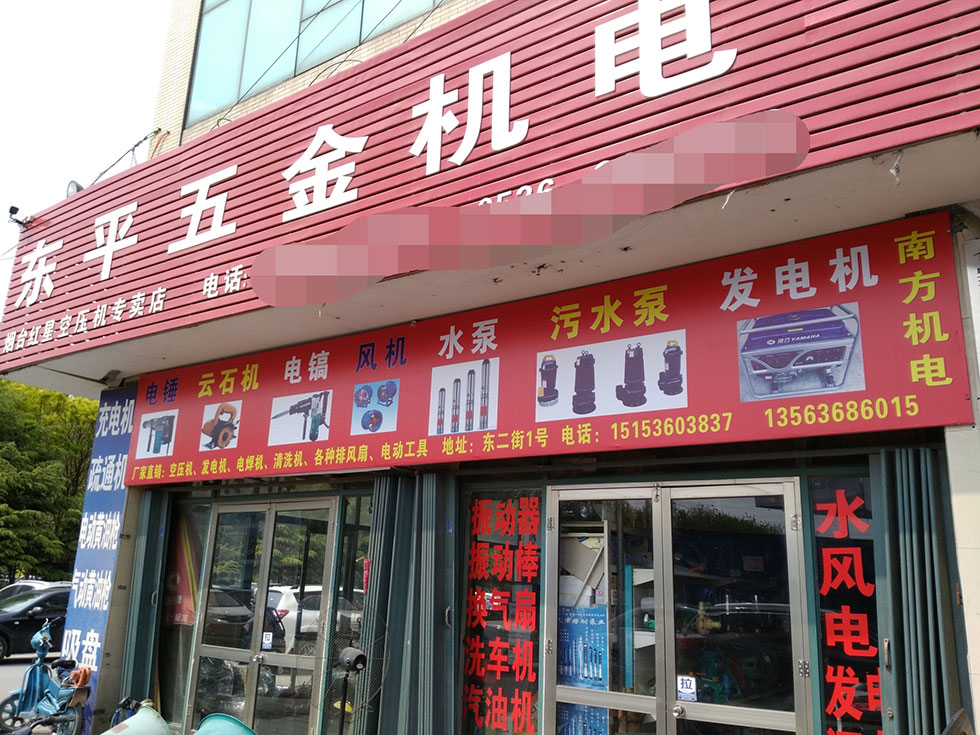 东平五金机电
烟台红星空压机专卖店 电话:
0536
电锤 云石机 电镐 风机 水泵 污水泵 发电机
南方机电
YAMAHA
厂家直销：空压机、发电机、电焊机、清洗机、各种排风扇、电动工具 地址：东二街1号 电话：15153603837 13563686015
充电机
疏通机
电动黄油枪
气动黄油枪
吸盘
振动器
振动棒
换气扇
洗车机
汽油机
拉
拉
水
风
电
发电